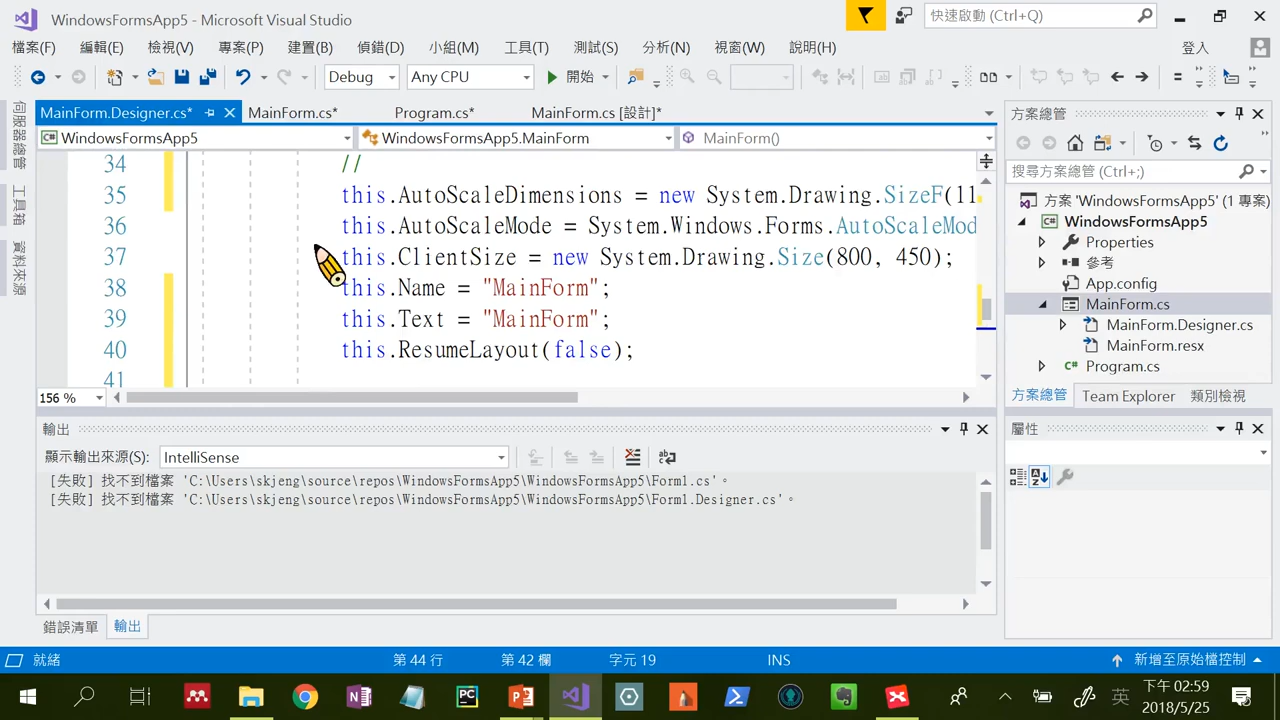 WindowsFormsApp5 - Microsoft Visual Studio
快速啟動 (Ctrl+Q)
檔案(F) 編輯(E) 檢視(V) 專案(P) 建置(B) 偵錯(D) 小組(M) 工具(T) 測試(S) 分析(N) 視窗(W) 說明(H) 登入
Debug Any CPU 開始
伺服器總管
工具箱
資料來源
MainForm.Designer.cs* MainForm.cs* Program.cs* MainForm.cs [設計]*
WindowsFormsApp5 WindowsFormsApp5.MainForm MainForm()
34 //
35 this.AutoScaleDimensions = new System.Drawing.SizeF(11
36 this.AutoScaleMode = System.Windows.Forms.AutoScaleMod
37 this.ClientSize = new System.Drawing.Size(800, 450);
38 this.Name = "MainForm";
39 this.Text = "MainForm";
40 this.ResumeLayout(false);
41
156 %
輸出
顯示輸出來源(S): IntelliSense
[失敗] 找不到檔案 'C:\Users\skjeng\source\repos\WindowsFormsApp5\WindowsFormsApp5\Form1.cs'。
[失敗] 找不到檔案 'C:\Users\skjeng\source\repos\WindowsFormsApp5\WindowsFormsApp5\Form1.Designer.cs'。
錯誤清單 輸出
方案總管
搜尋方案總管 (Ctrl+;)
方案 'WindowsFormsApp5' (1 專案)
WindowsFormsApp5
Properties
參考
App.config
MainForm.cs
MainForm.Designer.cs
MainForm.resx
Program.cs
方案總管 Team Explorer 類別檢視
屬性
就緒 第 44 行 第 42 欄 字元 19 INS 新增至原始檔控制
英
下午 02:59
2018/5/25